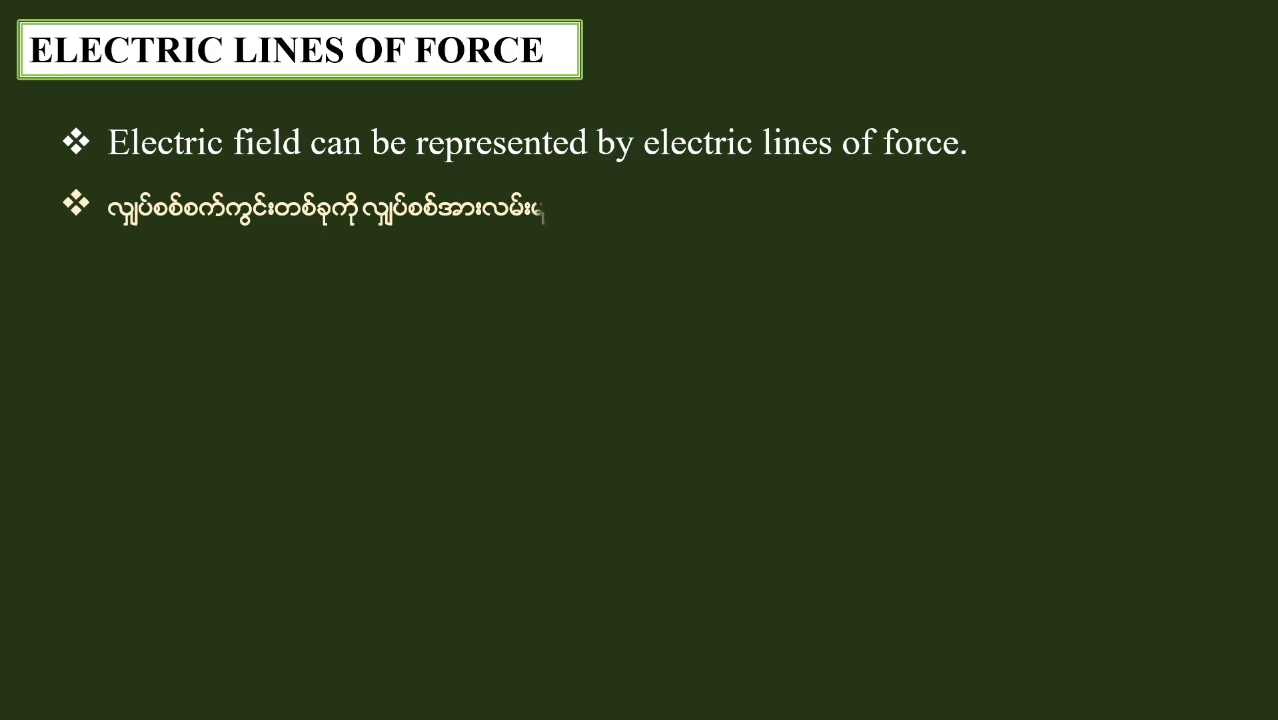 ELECTRIC LINES OF FORCE
❖ Electric field can be represented by electric lines of force.
❖ လျှပ်စစ်စက်ကွင်းတစ်ခုကို လျှပ်စစ်အားလမ်း